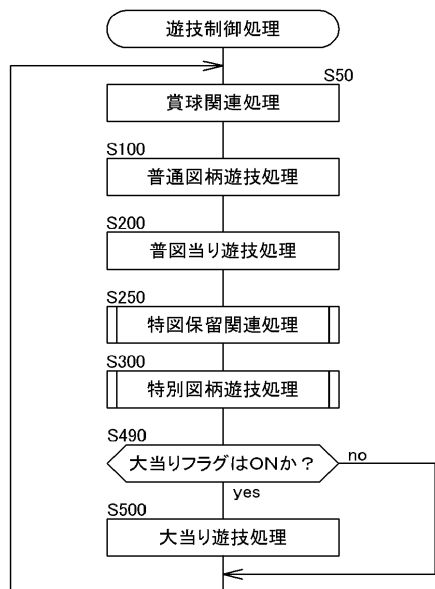 遊技制御処理
S50
賞球関連処理
S100
普通図柄遊技処理
S200
普図当り遊技処理
S250
特図保留関連処理
S300
特別図柄遊技処理
S490
大当りフラグはONか?
no
yes
S500
大当り遊技処理